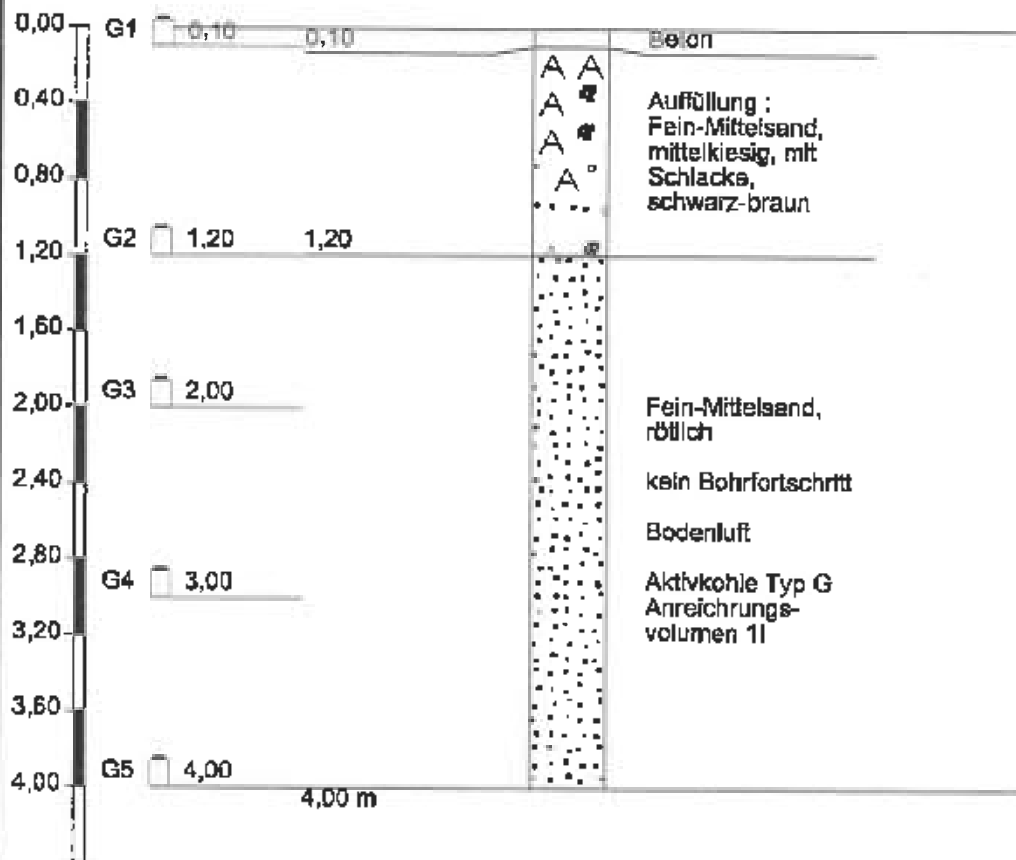 0,00 G1 0,10 0,10 Beton
0,40
Auffüllung :
Fein-Mittelsand,
mittelkiesig, mit
Schlacke,
schwarz-braun
0,80
G2 1,20 1,20
1,20
1,60
G3 2,00
2,00
Fein-Mittelsand,
rötlich
2,40
kein Bohrfortschritt
Bodenluft
2,80
G4 3,00
Aktivkohle Typ G
Anreichrungs-
volumen 1l
3,20
3,60
G5 4,00
4,00
4,00 m
A A
A
A
A